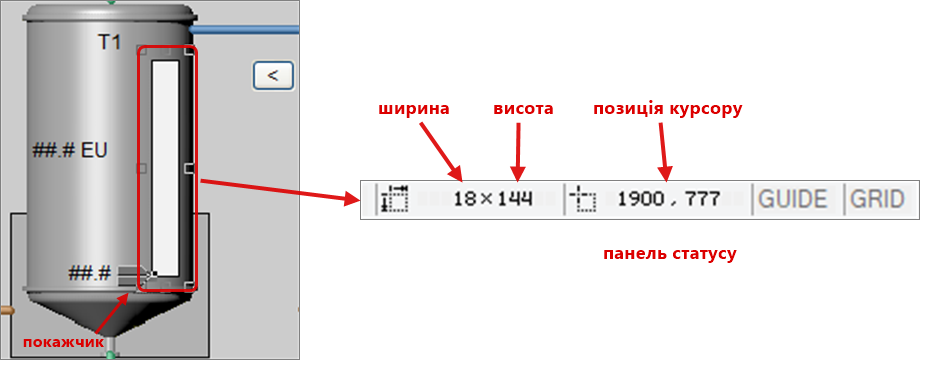 T1
<
##.# EU
##.#
покажчик
ширина висота позиція курсору
18×144 1900 , 777 GUIDE GRID
панель статусу